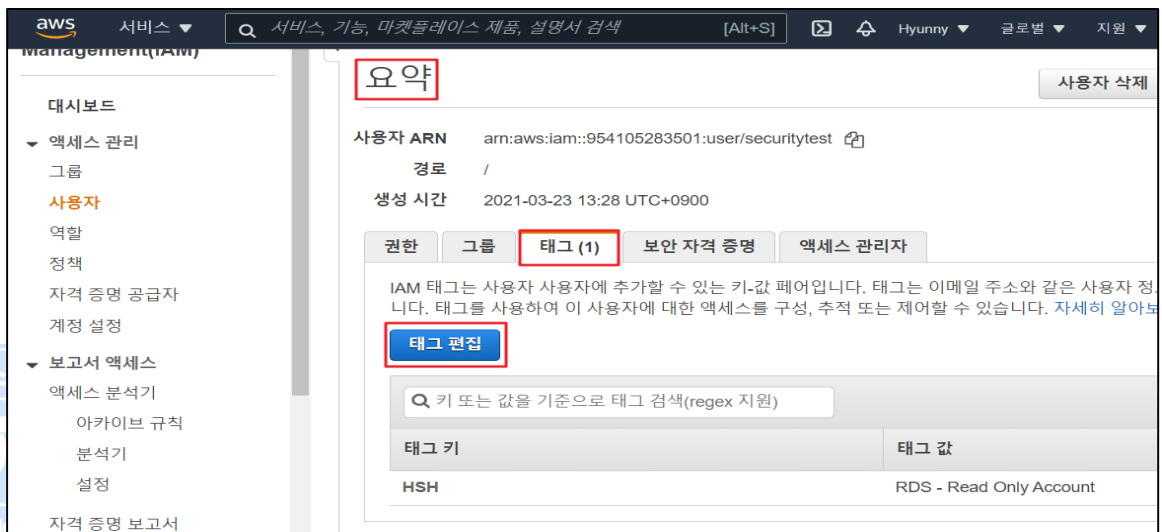 aws 서비스 ▼ 서비스, 기능, 마켓플레이스 제품, 설명서 검색 [Alt+S] Hyunny ▼ 글로벌 ▼ 지원 ▼
Management(IAM)
대시보드
액세스 관리
그룹
사용자
역할
정책
자격 증명 공급자
계정 설정
보고서 액세스
액세스 분석기
아카이브 규칙
분석기
설정
자격 증명 보고서
요약
사용자 삭제
사용자 ARN arn:aws:iam::954105283501:user/securitytest
경로 /
생성 시간 2021-03-23 13:28 UTC+0900
권한 그룹 태그 (1) 보안 자격 증명 액세스 관리자
IAM 태그는 사용자 사용자에 추가할 수 있는 키-값 페어입니다. 태그는 이메일 주소와 같은 사용자 정
니다. 태그를 사용하여 이 사용자에 대한 액세스를 구성, 추적 또는 제어할 수 있습니다. 자세히 알아보
태그 편집
키 또는 값을 기준으로 태그 검색(regex 지원)
태그 키 태그 값
HSH RDS - Read Only Account